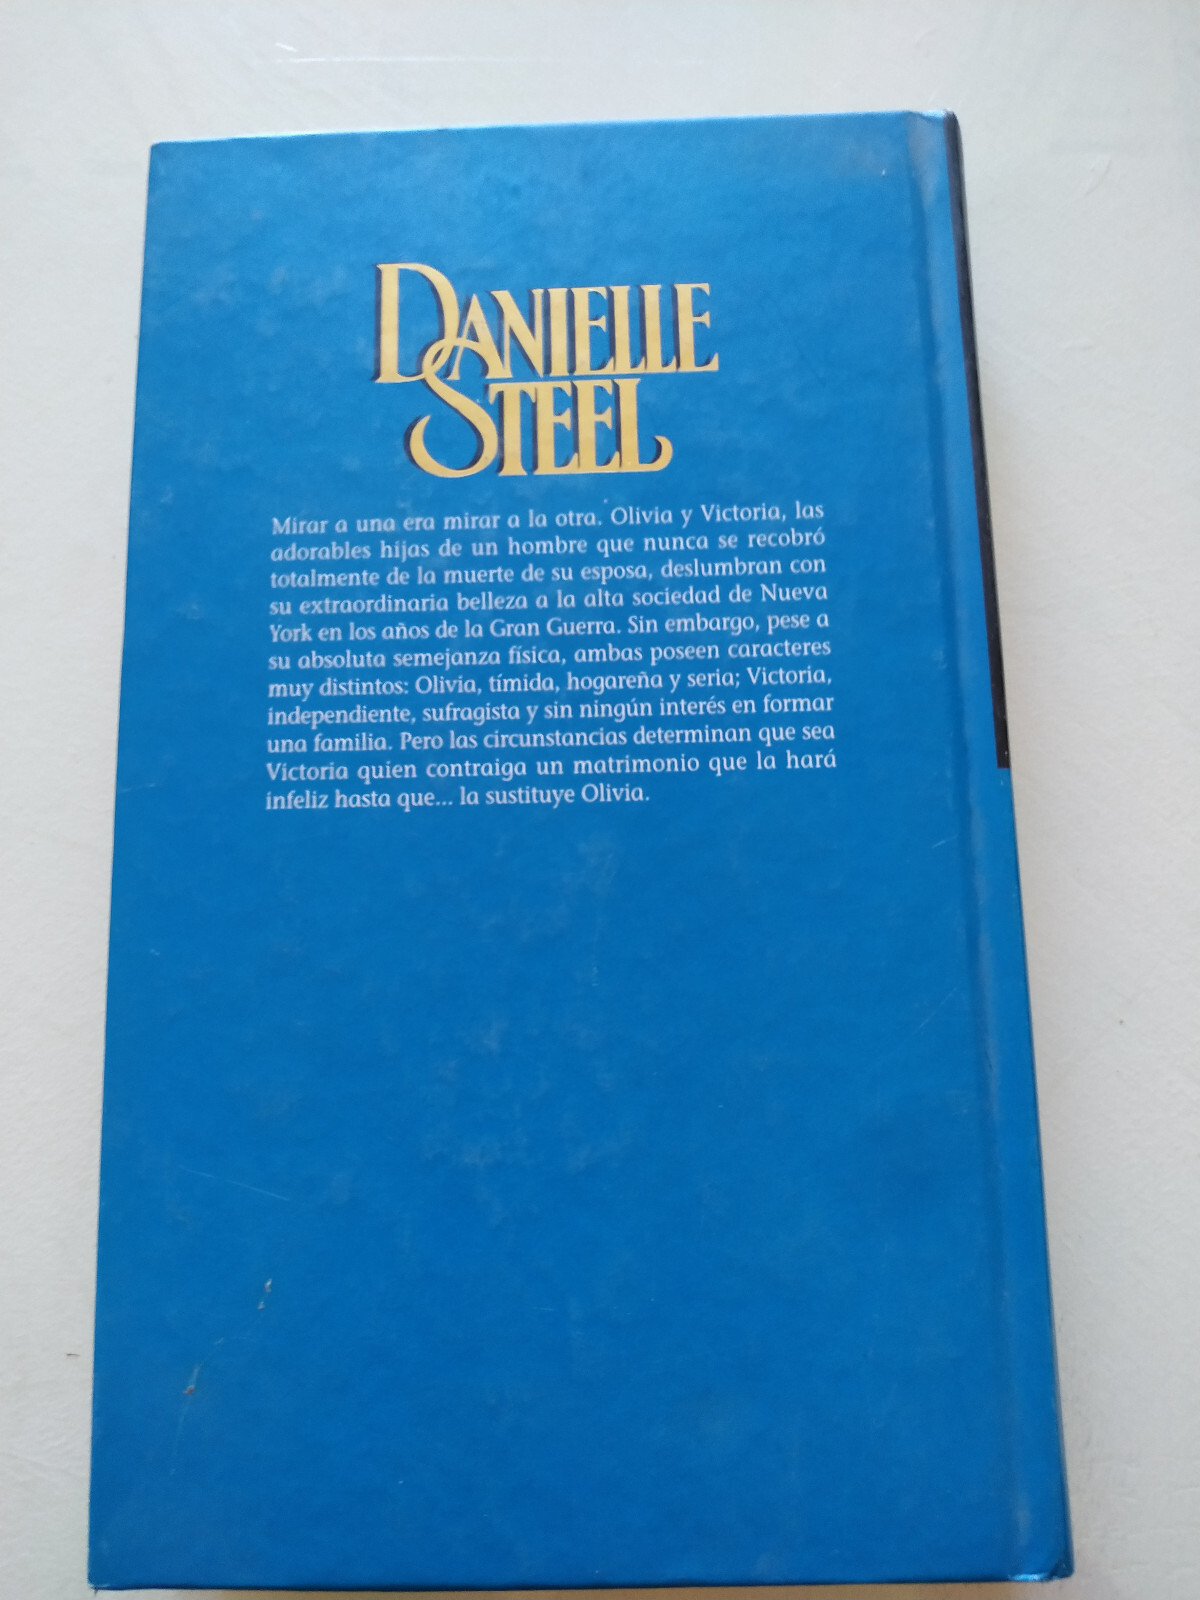 DANIELLE
STEEL
Mirar a una era mirar a la otra. Olivia y Victoria, las
adorables hijas de un hombre que nunca se recobró
totalmente de la muerte de su esposa, deslumbran con
su extraordinaria belleza a la alta sociedad de Nueva
York en los años de la Gran Guerra. Sin embargo, pese a
su absoluta semejanza física, ambas poseen caracteres
muy distintos: Olivia, tímida, hogareña y seria; Victoria,
independiente, sufragista y sin ningún interés en formar
una familia. Pero las circunstancias determinan que sea
Victoria quien contraiga un matrimonio que la hará
infeliz hasta que... la sustituye Olivia.